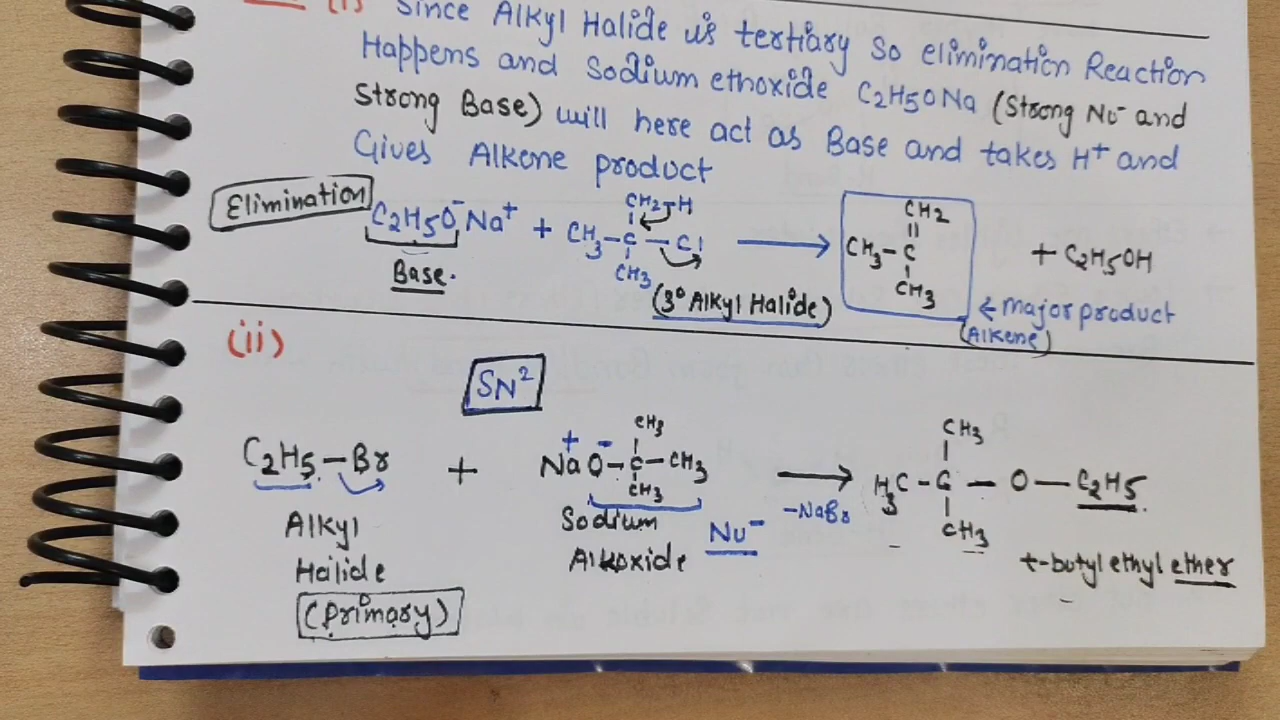 (i) Since Alkyl Halide is tertiary so elimination Reaction
Happens and Sodium ethoxide C2H5ONa (Strong Nu- and
Strong Base) will here act as Base and takes H+ and
Gives Alkene product
Elimination
C2H5O- Na+ + CH3-C-Cl
CH2-H
CH3
Base.
(3° Alkyl Halide)
CH2
||
CH3-C
CH3
+ C2H5OH
← major product
(Alkene)
(ii)
SN2
C2H5-Br + Na+ O-
-C-CH3
CH3
CH3
-NaBr
CH3
H3C-C-O-C2H5.
CH3
Alkyl
Halide
(Primary)
Sodium
Alkoxide
Nu-
t-butyl ethyl ether